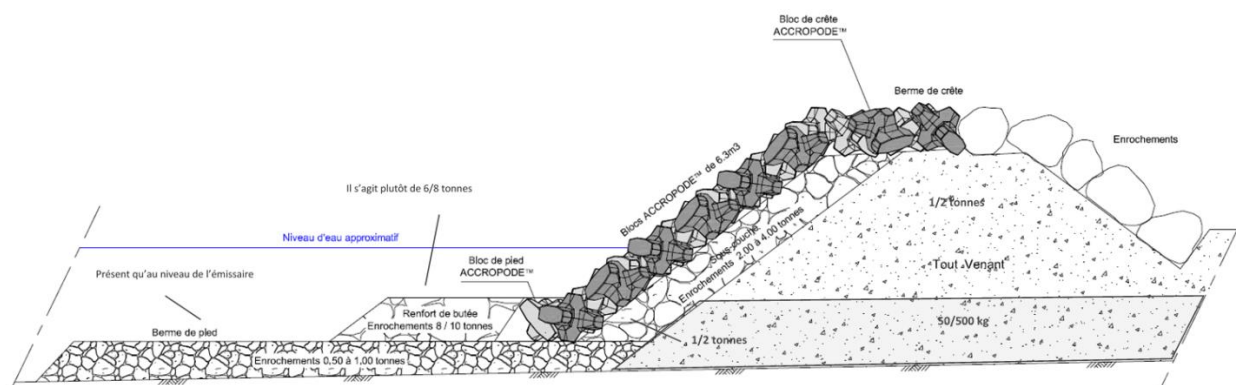 Bloc de crête
ACCROPODE™
Berme de crête
Enrochements
Blocs ACCROPODE™ de 6.3m3
Il s'agit plutôt de 6/8 tonnes
1/2 tonnes
Niveau d'eau approximatif
Sous-couche
Enrochements 2.00 à 4.00 tonnes
Bloc de pied
ACCROPODE™
Présent qu'au niveau de l'émissaire
Tout Venant
Renfort de butée
Enrochements 8 / 10 tonnes
50/500 kg
Berme de pied
1/2 tonnes
Enrochements 0.50 à 1.00 tonnes